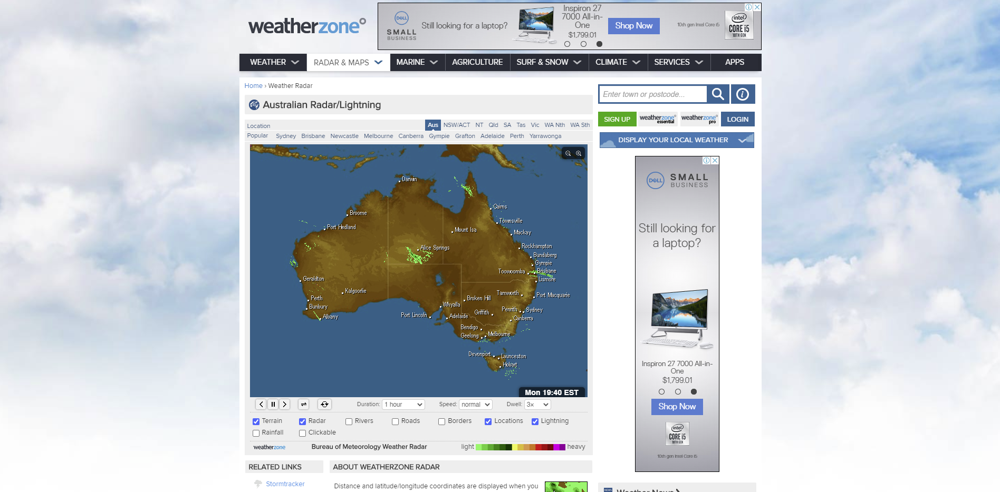 weatherzone°
DELL
SMALL
BUSINESS
Still looking for a laptop?
Inspiron 27
7000 All-in-
One
$1,799.01
Shop Now
10th gen Intel Core i5
intel
CORE i5
10TH GEN
WEATHER
RADAR & MAPS
MARINE
AGRICULTURE
SURF & SNOW
CLIMATE
SERVICES
APPS
Home › Weather Radar
Australian Radar/Lightning
Location
Aus NSW/ACT NT Qld SA Tas Vic WA Nth WA Sth
Popular Sydney Brisbane Newcastle Melbourne Canberra Gympie Grafton Adelaide Perth Yarrawonga
Darwin
Cairns
Broome
Townsville
Port Hedland
Mount Isa
Mackay
Alice Springs
Rockhampton
Bundaberg
Gympie
Toowoomba
Brisbane
Geraldton
Lismore
Kalgoorlie
Tamworth
Port Macquarie
Perth
Broken Hill
Bunbury
Whyalla
Penrith
Sydney
Albany
Port Lincoln
Adelaide
Griffith
Canberra
Bendigo
Geelong
Melbourne
Devonport
Launceston
Hobart
Mon 19:40 EST
Duration: 1 hour
Speed: normal
Dwell: 3x
Terrain
Radar
Rivers
Roads
Borders
Locations
Lightning
Rainfall
Clickable
weatherzone
Bureau of Meteorology Weather Radar
light
heavy
RELATED LINKS
Stormtracker
ABOUT WEATHERZONE RADAR
Distance and latitude/longitude coordinates are displayed when you
Enter town or postcode...
SIGN UP
weatherzone°
essential
weatherzone°
pro
LOGIN
DISPLAY YOUR LOCAL WEATHER
DELL
SMALL
BUSINESS
Still looking for
a laptop?
Inspiron 27 7000 All-in-
One
$1,799.01
Shop Now
intel
CORE i5
10TH GEN
10th gen Intel Core i5
NEWS
Weather News